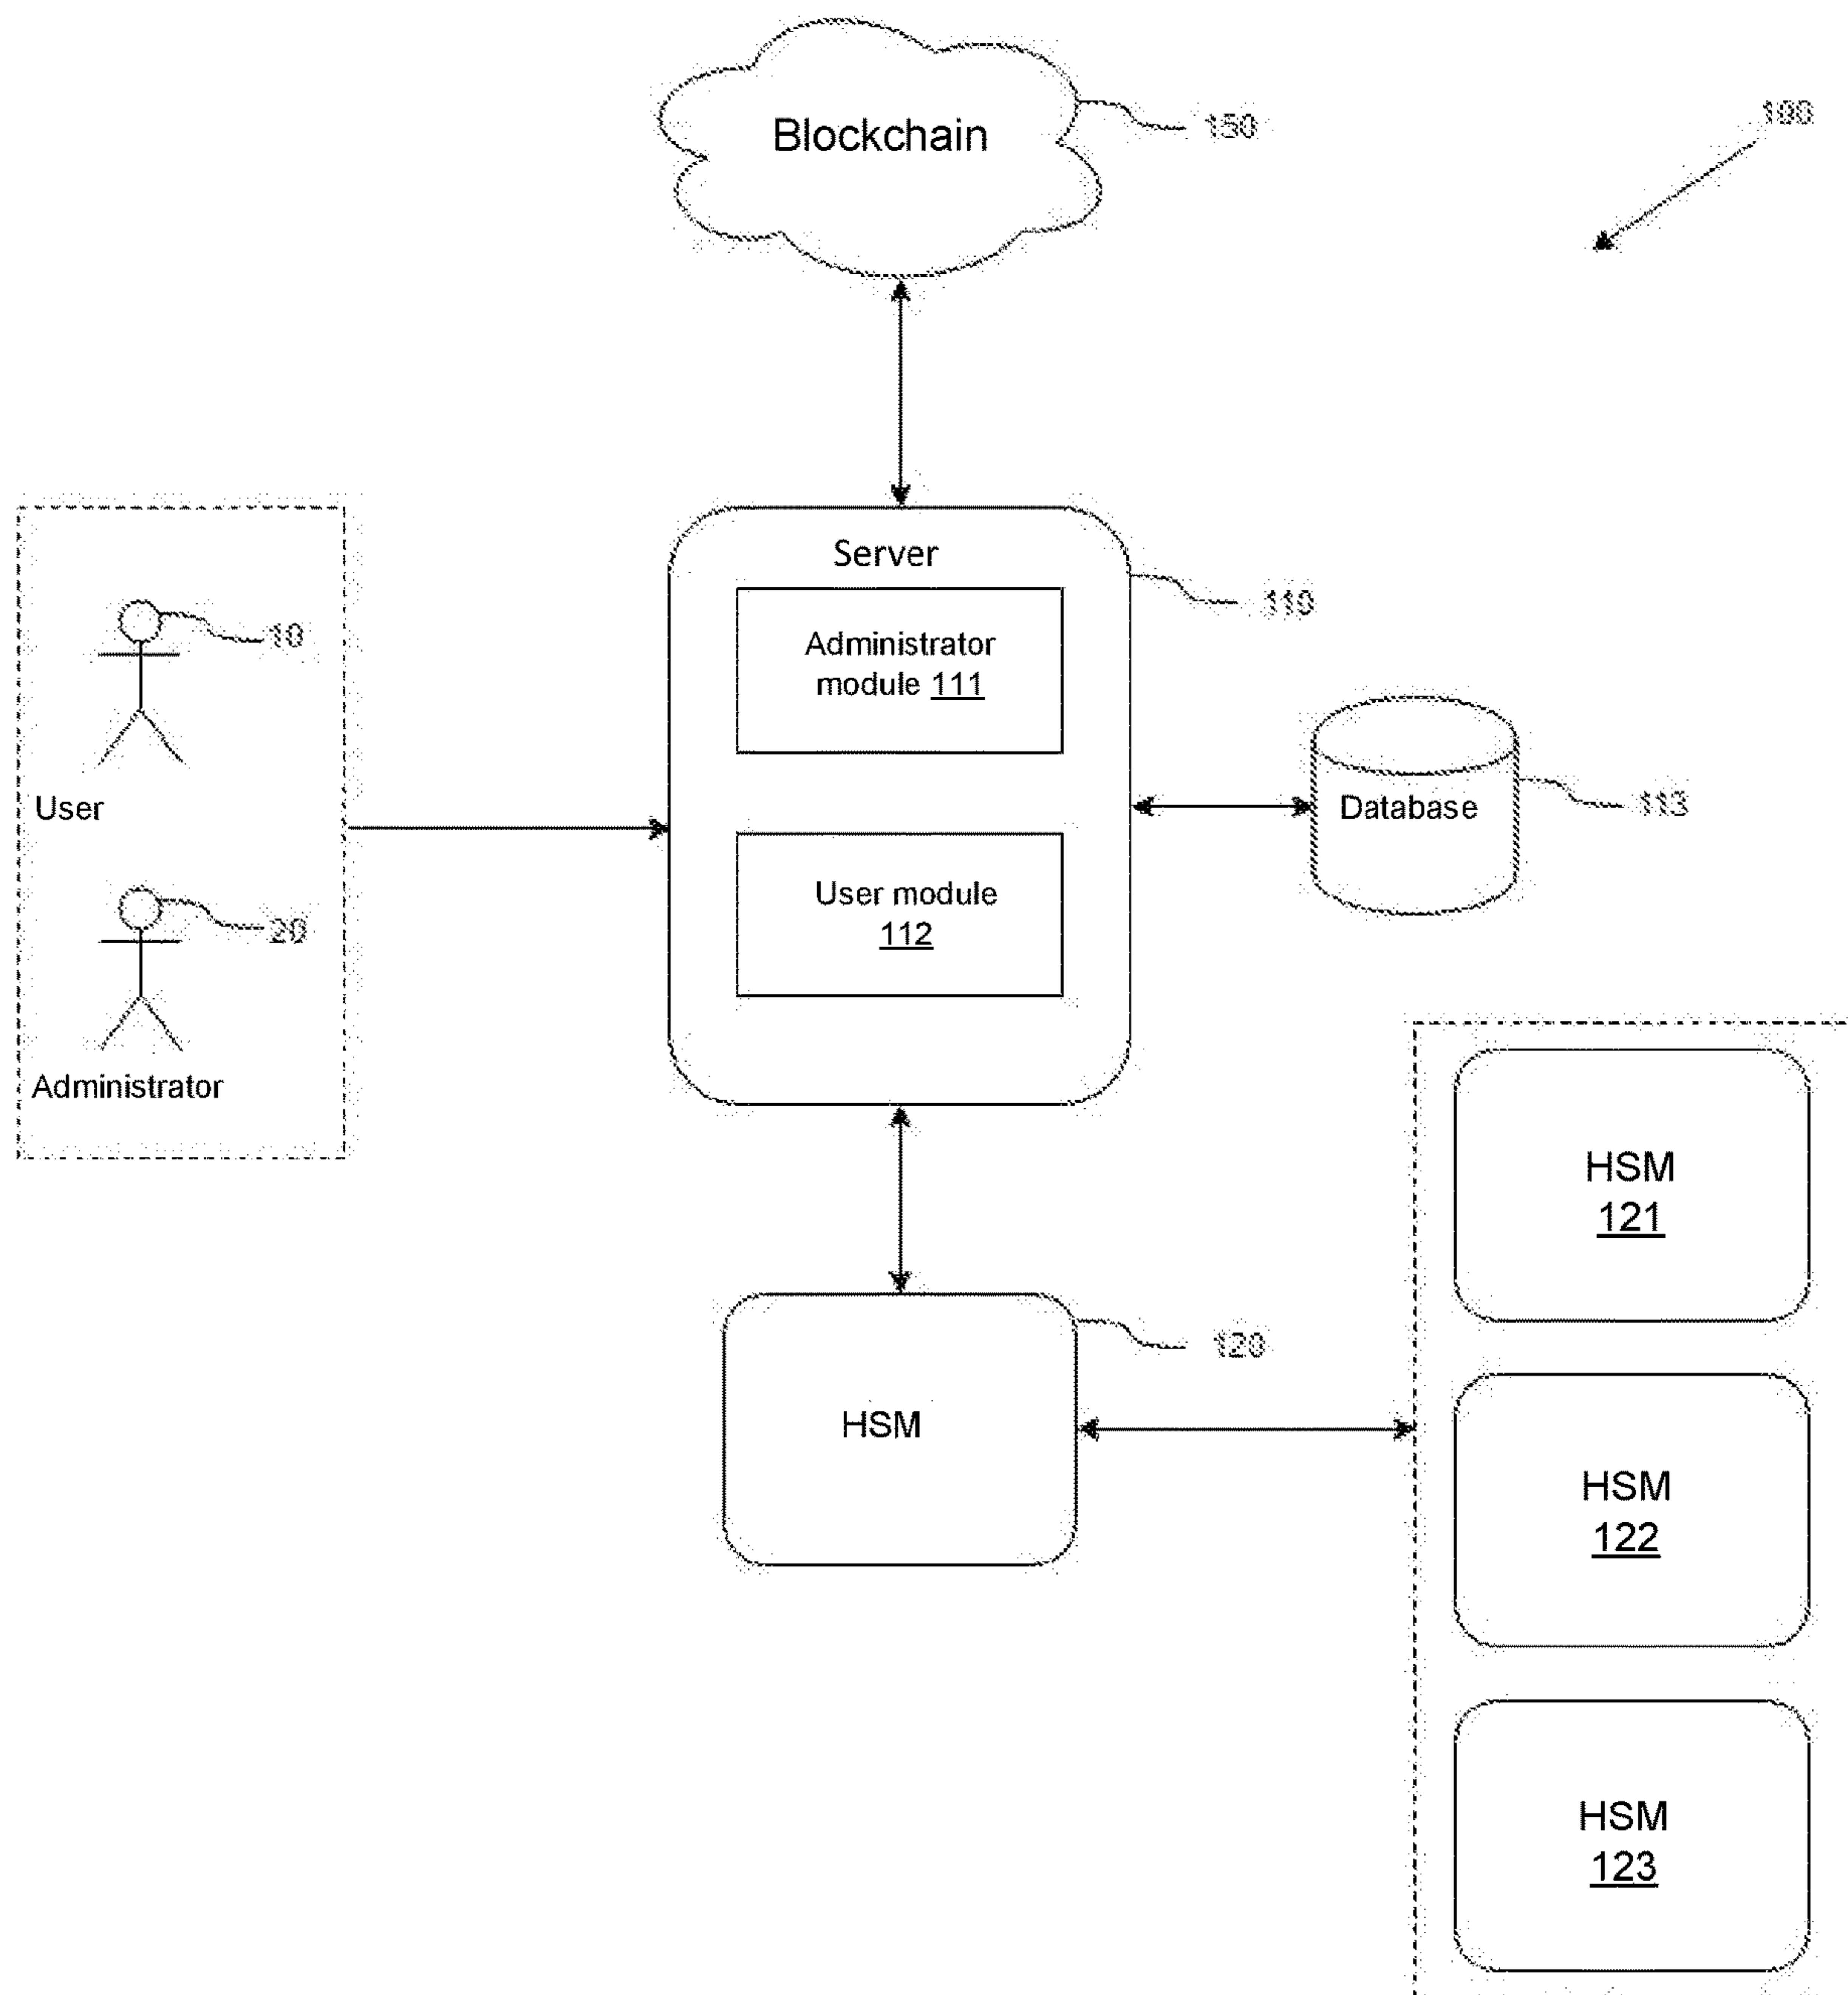 Blockchain
150
100
Server
110
Administrator
module 111
10
User
Database
113
User module
112
20
Administrator
HSM
121
120
HSM
HSM
122
HSM
123